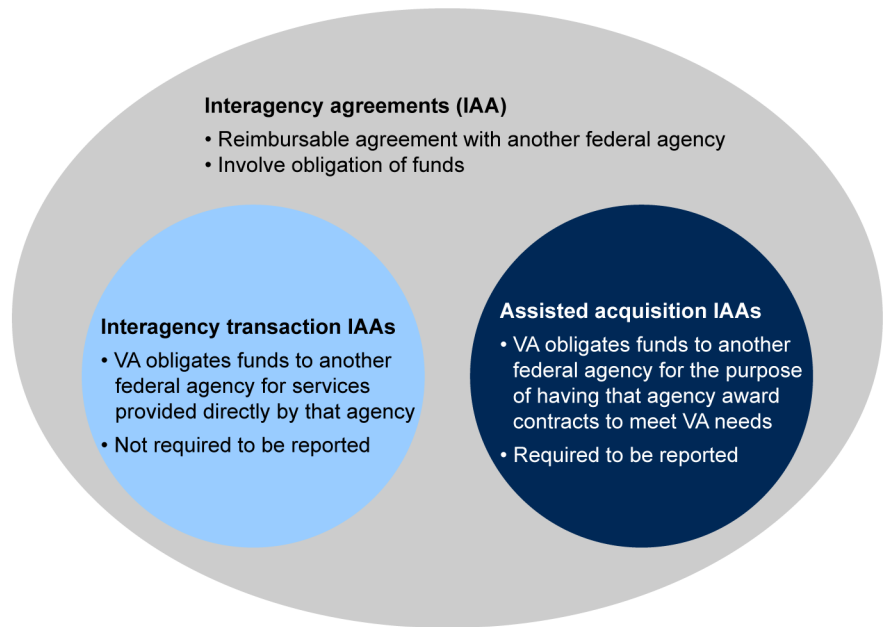 Interagency agreements (IAA)
• Reimbursable agreement with another federal agency
• Involve obligation of funds
Interagency transaction IAAs
• VA obligates funds to another
federal agency for services
provided directly by that agency
• Not required to be reported
Assisted acquisition IAAs
• VA obligates funds to another
federal agency for the purpose
of having that agency award
contracts to meet VA needs
• Required to be reported